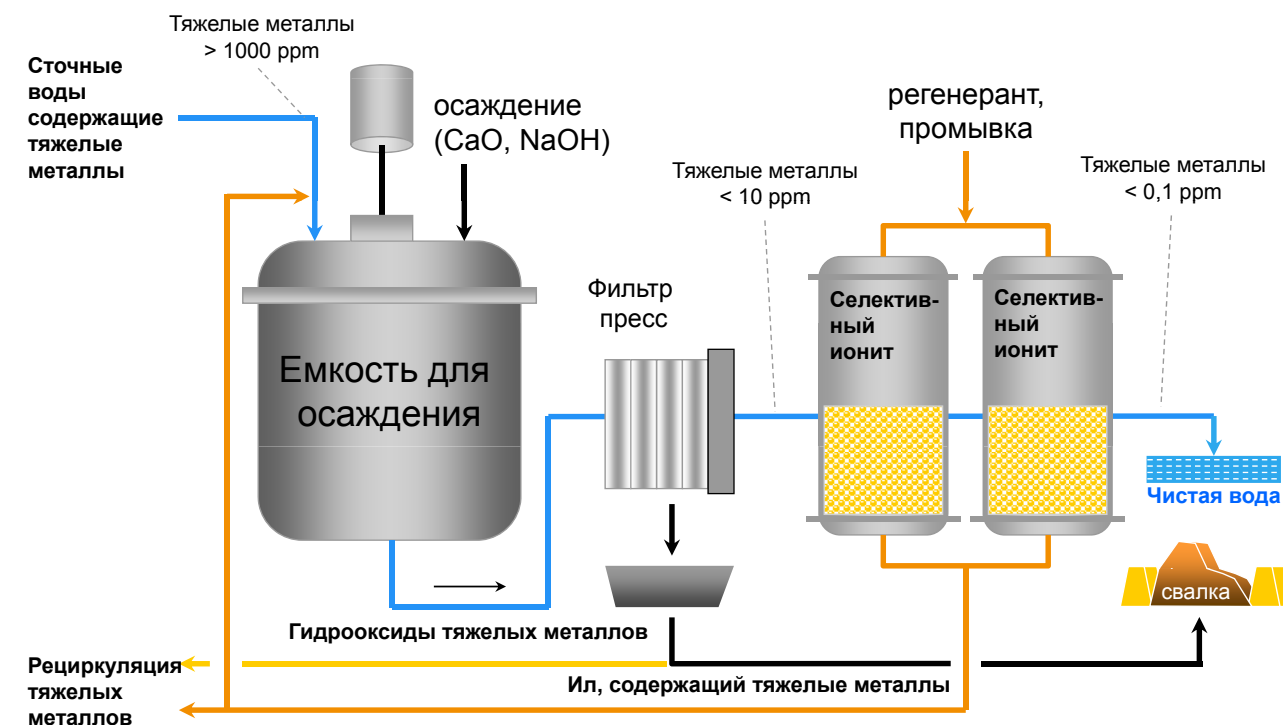 Тяжелые металлы
> 1000 ppm
Сточные
воды
содержащие
тяжелые
металлы
осаждение
(CaO, NaOH)
регенерант,
промывка
Тяжелые металлы
< 10 ppm
Тяжелые металлы
< 0,1 ppm
Емкость для
осаждения
Фильтр
пресс
Селектив-
ный
ионит
Селектив-
ный
ионит
Чистая вода
свалка
Гидрооксиды тяжелых металлов
Ил, содержащий тяжелые металлы
Рециркуляция
тяжелых
металлов